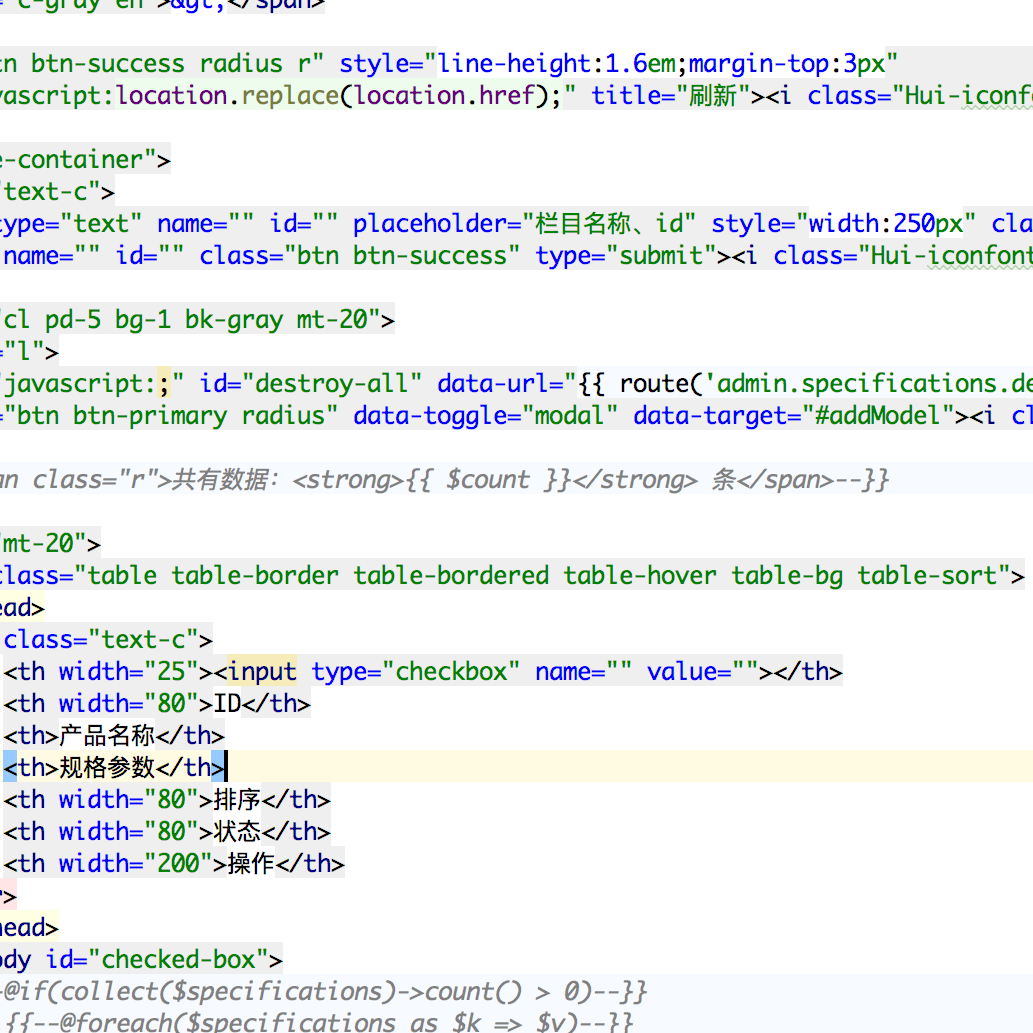 ="c-gray en">&gt;</span>
btn btn-success radius r" style="line-height:1.6em;margin-top:3px"
javascript:location.replace(location.href);" title="刷新"><i class="Hui-iconf
e-container">
"text-c">
type="text" name="" id="" placeholder="栏目名称、id" style="width:250px" cla
name="" id="" class="btn btn-success" type="submit"><i class="Hui-iconfont
"cl pd-5 bg-1 bk-gray mt-20">
="l">
"javascript:;" id="destroy-all" data-url="{{ route('admin.specifications.de
="btn btn-primary radius" data-toggle="modal" data-target="#addModel"><i cl
an class="r">共有数据：<strong>{{ $count }}</strong> 条</span>--}}
"mt-20">
class="table table-border table-bordered table-hover table-bg table-sort">
ead>
class="text-c">
<th width="25"><input type="checkbox" name="" value=""></th>
<th width="80">ID</th>
<th>产品名称</th>
<th>规格参数</th>
<th width="80">排序</th>
<th width="80">状态</th>
<th width="200">操作</th>
r>
head>
ody id="checked-box">
-@if(collect($specifications)->count() > 0)--}}
{{--@foreach($specifications as $k => $v)--}}